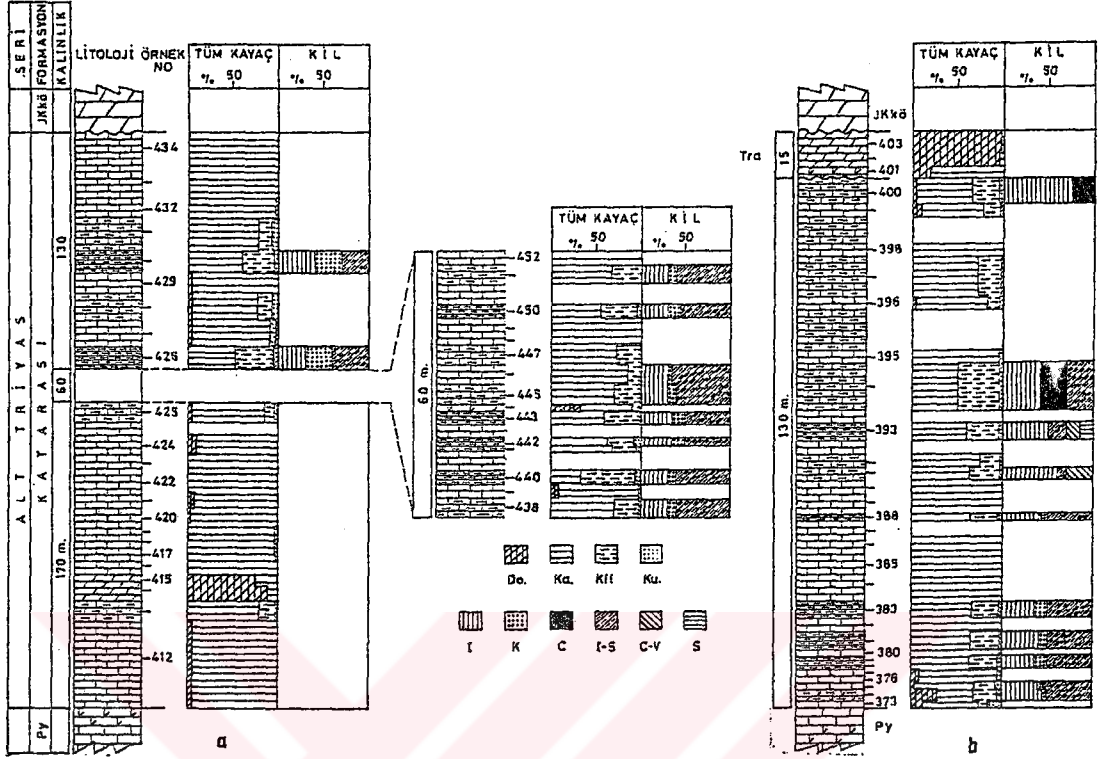 SERİ
FORMASYON
KALINLIK
LİTOLOJİ
ÖRNEK NO
TÜM KAYAÇ
% 50
KİL
50
JKkö
ALT TRİYAS
KAYARASI
Py
130
60
170 m.
434
432
429
426
425
424
422
420
417
415
412
a
TÜM KAYAÇ
% 50
KİL
50
60 m.
452
450
447
445
443
442
440
438
Do. Ka. Kil Ku.
I K C I-S C-V S
TÜM KAYAÇ
% 50
KİL
50
JKkö
Tra
15
130 m.
403
401
400
398
396
395
393
388
385
383
380
376
373
Py
b